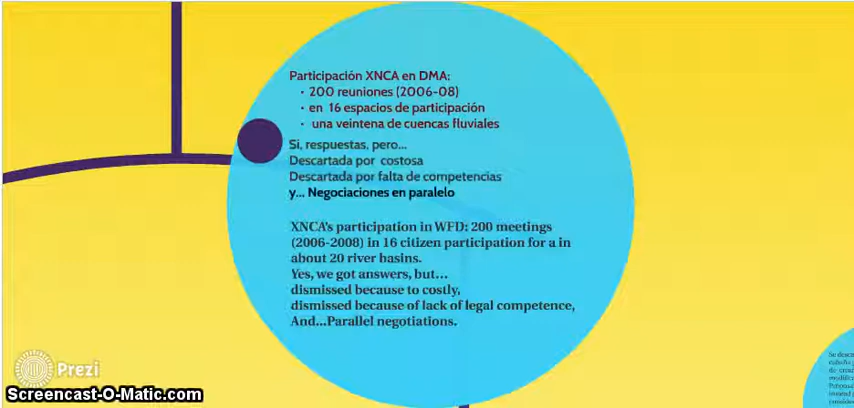 Participación XNCA en DMA:
• 200 reuniones (2006-08)
• en 16 espacios de participación
• una veintena de cuencas fluviales
Si, respuestas, pero...
Descartada por costosa
Descartada por falta de competencias
y... Negociaciones en paralelo
XNCA's participation in WFD: 200 meetings
(2006-2008) in 16 citizen participation for a in
about 20 river basins.
Yes, we got answers, but...
dismissed because to costly,
dismissed because of lack of legal competence,
And...Parallel negotiations.
Prezi
Screencast-O-Matic.com